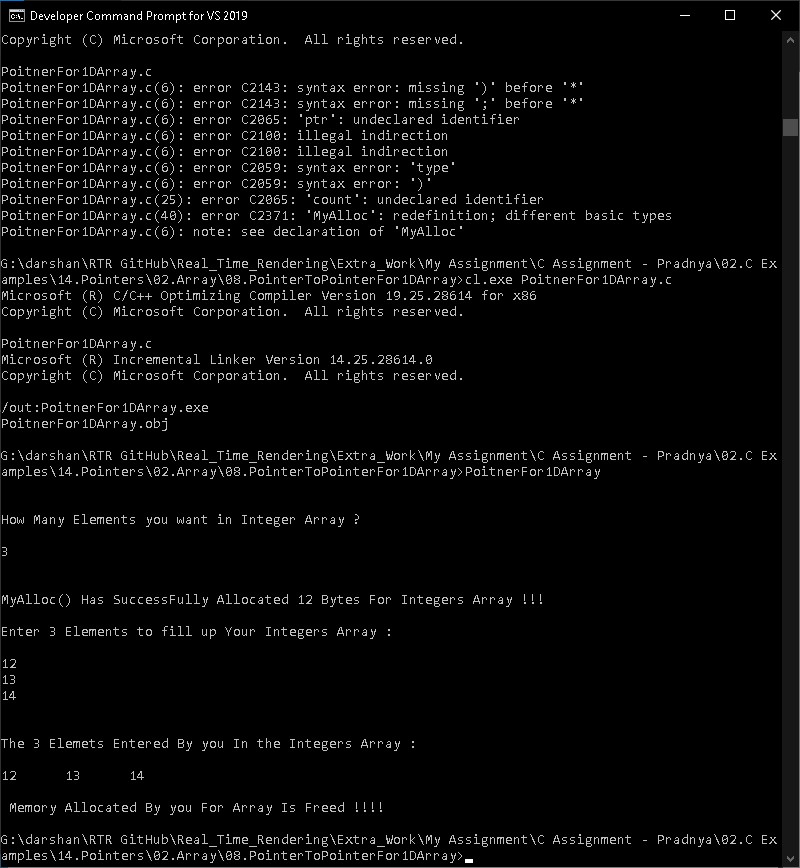 Developer Command Prompt for VS 2019
Copyright (C) Microsoft Corporation.  All rights reserved.
PoitnerFor1DArray.c
PoitnerFor1DArray.c(6): error C2143: syntax error: missing ')' before '*'
PoitnerFor1DArray.c(6): error C2143: syntax error: missing ';' before '*'
PoitnerFor1DArray.c(6): error C2065: 'ptr': undeclared identifier
PoitnerFor1DArray.c(6): error C2100: illegal indirection
PoitnerFor1DArray.c(6): error C2100: illegal indirection
PoitnerFor1DArray.c(6): error C2059: syntax error: 'type'
PoitnerFor1DArray.c(6): error C2059: syntax error: ')'
PoitnerFor1DArray.c(25): error C2065: 'count': undeclared identifier
PoitnerFor1DArray.c(40): error C2371: 'MyAlloc': redefinition; different basic types
PoitnerFor1DArray.c(6): note: see declaration of 'MyAlloc'
G:\darshan\RTR GitHub\Real_Time_Rendering\Extra_Work\My Assignment\C Assignment - Pradnya\02.C Ex
amples\14.Pointers\02.Array\08.PointerToPointerFor1DArray>cl.exe PoitnerFor1DArray.c
Microsoft (R) C/C++ Optimizing Compiler Version 19.25.28614 for x86
Copyright (C) Microsoft Corporation.  All rights reserved.
PoitnerFor1DArray.c
Microsoft (R) Incremental Linker Version 14.25.28614.0
Copyright (C) Microsoft Corporation.  All rights reserved.
/out:PoitnerFor1DArray.exe
PoitnerFor1DArray.obj
G:\darshan\RTR GitHub\Real_Time_Rendering\Extra_Work\My Assignment\C Assignment - Pradnya\02.C Ex
amples\14.Pointers\02.Array\08.PointerToPointerFor1DArray>PoitnerFor1DArray
How Many Elements you want in Integer Array ?
3
MyAlloc() Has SuccessFully Allocated 12 Bytes For Integers Array !!!
Enter 3 Elements to fill up Your Integers Array :
12
13
14
The 3 Elemets Entered By you In the Integers Array :
12      13      14
Memory Allocated By you For Array Is Freed !!!!
G:\darshan\RTR GitHub\Real_Time_Rendering\Extra_Work\My Assignment\C Assignment - Pradnya\02.C Ex
amples\14.Pointers\02.Array\08.PointerToPointerFor1DArray>